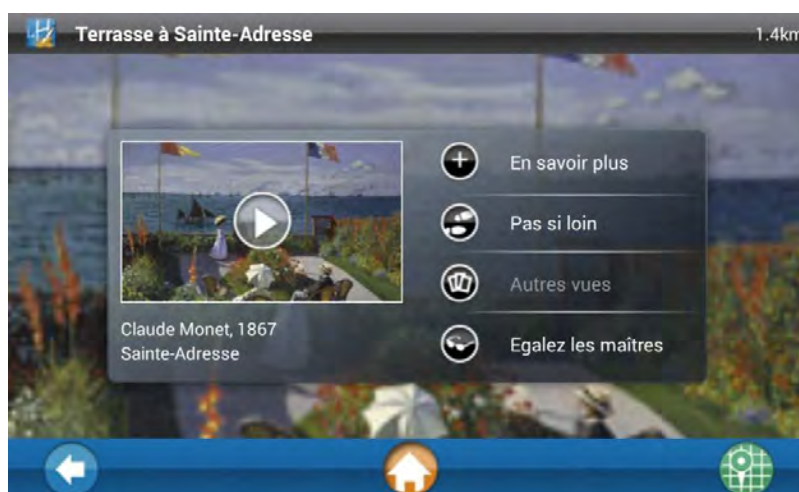 Terrasse à Sainte-Adresse
1.4km
En savoir plus
Pas si loin
Autres vues
Egalez les maîtres
Claude Monet, 1867
Sainte-Adresse